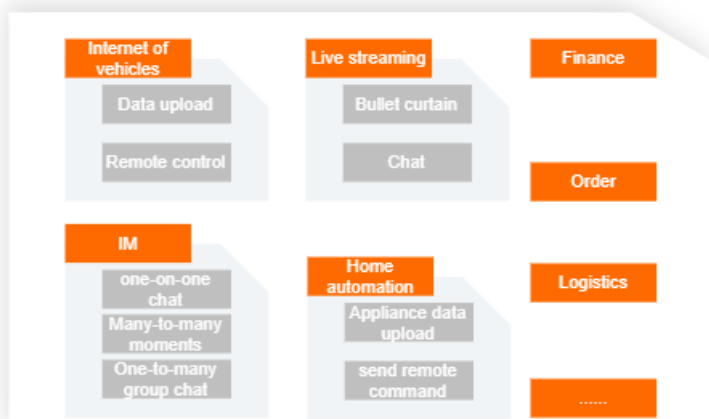 Internet of
vehicles
Data upload
Remote control
Live streaming
Bullet curtain
Chat
Finance
Order
IM
one-on-one
chat
Many-to-many
moments
One-to-many
group chat
Home
automation
Appliance data
upload
send remote
command
Logistics
......